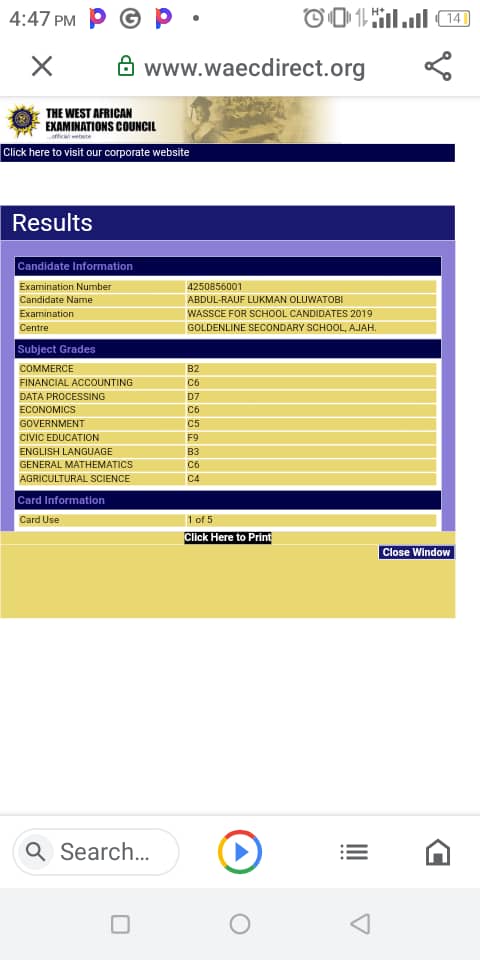 4:47 PM
H+
14
www.waecdirect.org
THE WEST AFRICAN
EXAMINATIONS COUNCIL
...official website
Click here to visit our corporate website
Results
Candidate Information
Examination Number 4250856001
Candidate Name ABDUL-RAUF LUKMAN OLUWATOBI
Examination WASSCE FOR SCHOOL CANDIDATES 2019
Centre GOLDENLINE SECONDARY SCHOOL, AJAH.
Subject Grades
COMMERCE B2
FINANCIAL ACCOUNTING C6
DATA PROCESSING D7
ECONOMICS C6
GOVERNMENT C5
CIVIC EDUCATION F9
ENGLISH LANGUAGE B3
GENERAL MATHEMATICS C6
AGRICULTURAL SCIENCE C4
Card Information
Card Use 1 of 5
Click Here to Print
Close Window
Search...